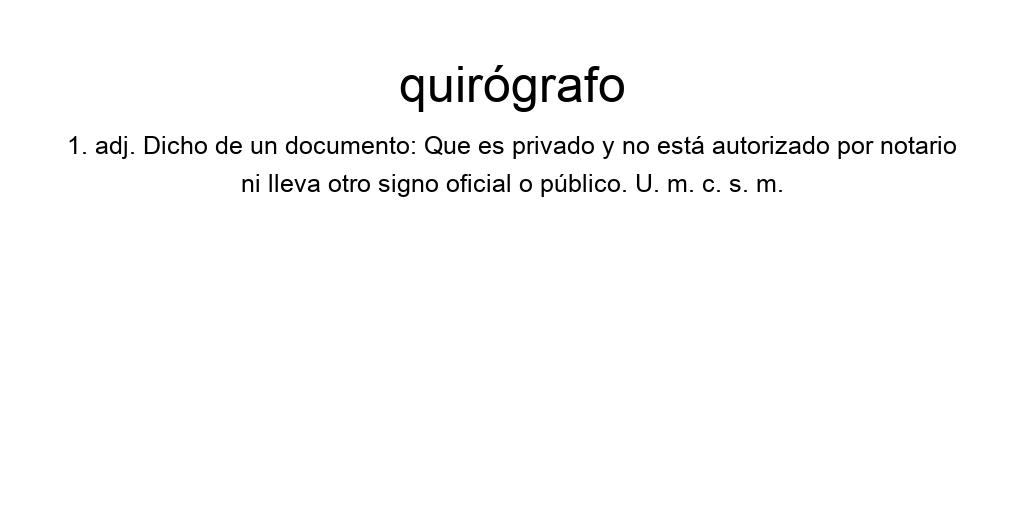 quirógrafo
1. adj. Dicho de un documento: Que es privado y no está autorizado por notario
ni lleva otro signo oficial o público. U. m. c. s. m.